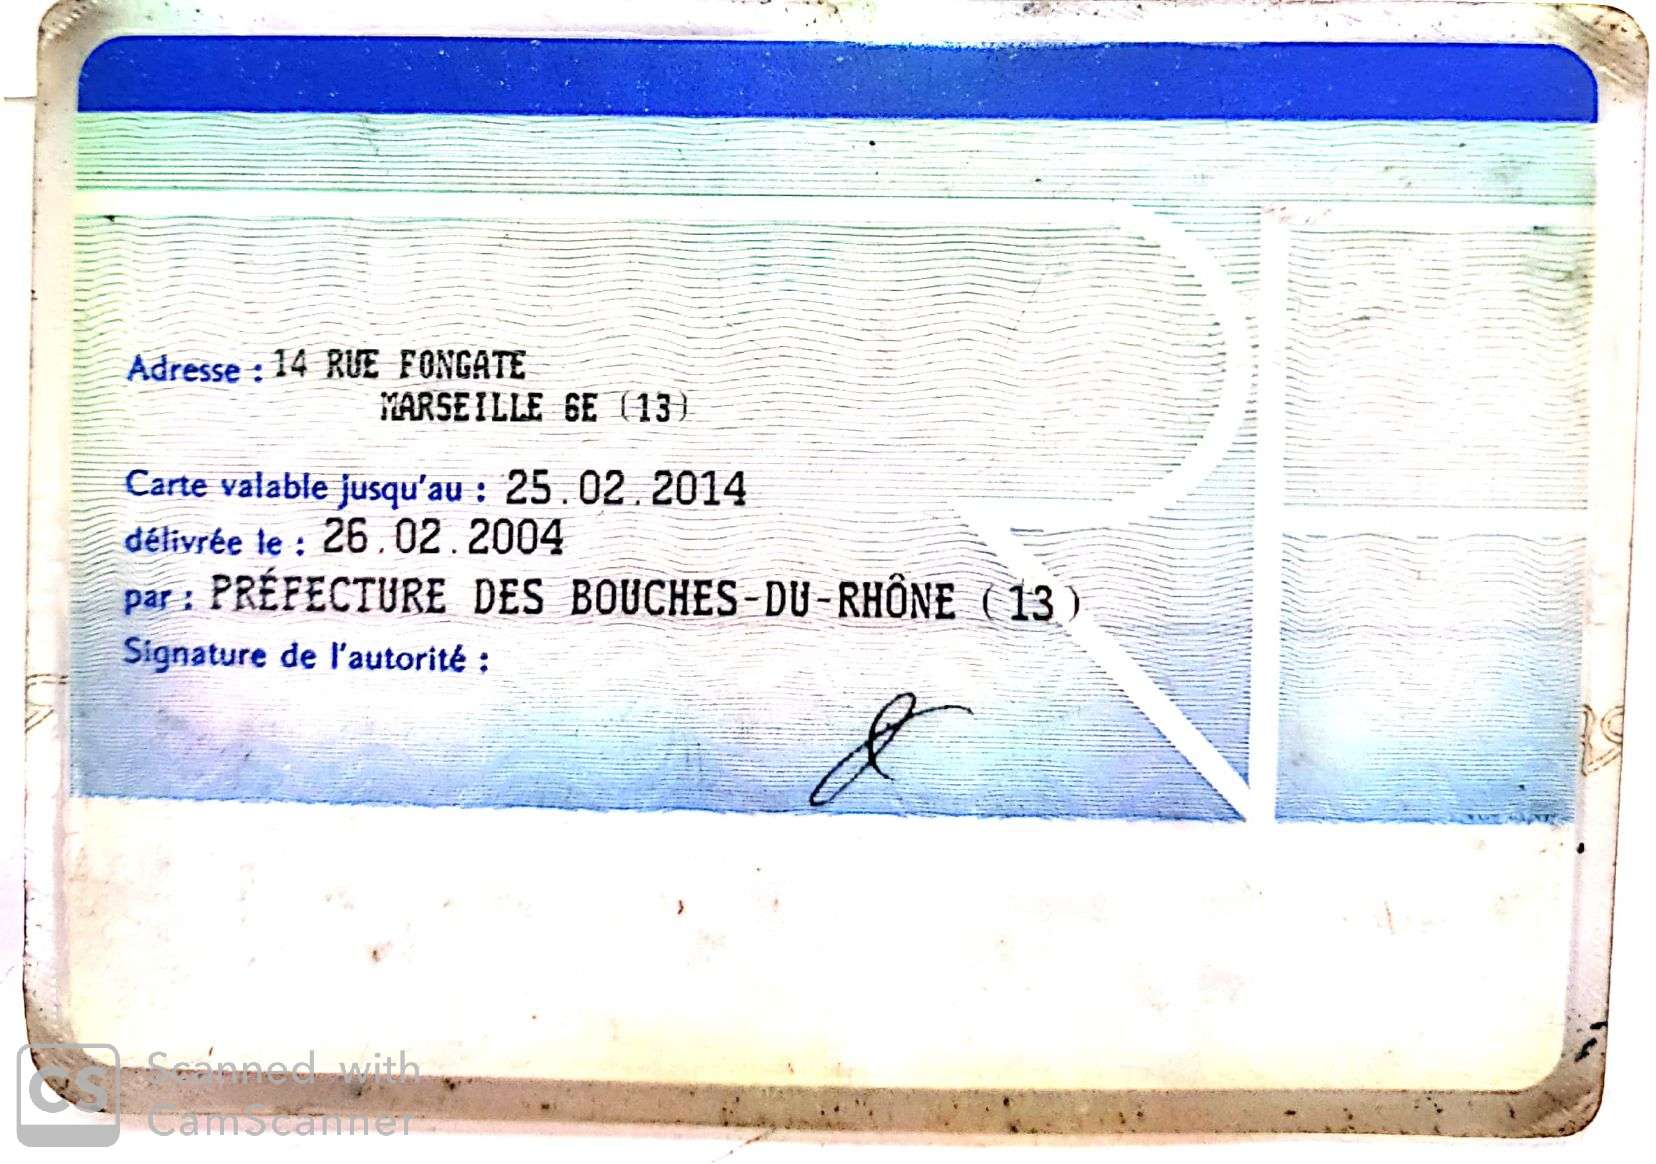 Adresse : 14 RUE FONGATE
MARSEILLE 6E (13)
Carte valable jusqu'au : 25.02.2014
délivrée le : 26.02.2004
par : PRÉFECTURE DES BOUCHES-DU-RHÔNE (13)
Signature de l'autorité :
CS Scanned with
CamScanner